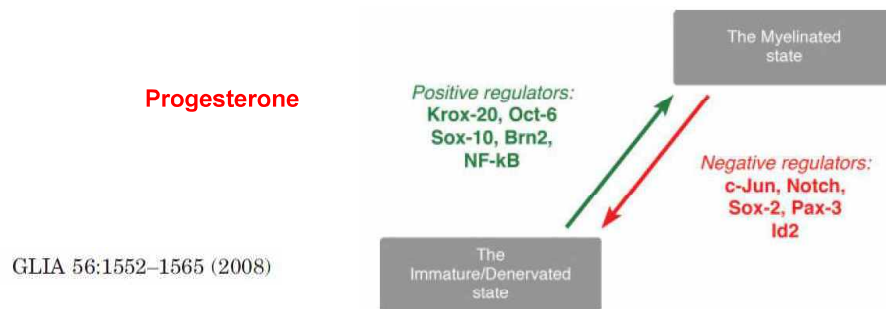 Progesterone
Positive regulators:
Krox-20, Oct-6
Sox-10, Brn2,
NF-kB
The Myelinated
state
Negative regulators:
c-Jun, Notch,
Sox-2, Pax-3
Id2
The
Immature/Denervated
state
GLIA 56:1552–1565 (2008)